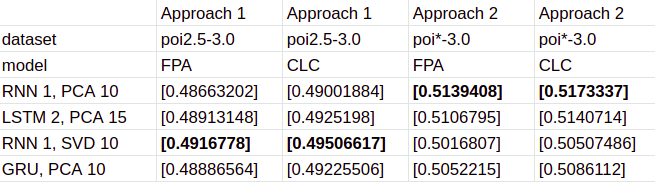 Approach 1 Approach 1 Approach 2 Approach 2
dataset poi2.5-3.0 poi2.5-3.0 poi*-3.0 poi*-3.0
model FPA CLC FPA CLC
RNN 1, PCA 10 [0.48663202] [0.49001884] [0.5139408] [0.5173337]
LSTM 2, PCA 15 [0.48913148] [0.4925198] [0.5106795] [0.5140714]
RNN 1, SVD 10 [0.4916778] [0.49506617] [0.5016807] [0.50507486]
GRU, PCA 10 [0.48886564] [0.49225506] [0.5052215] [0.5086112]